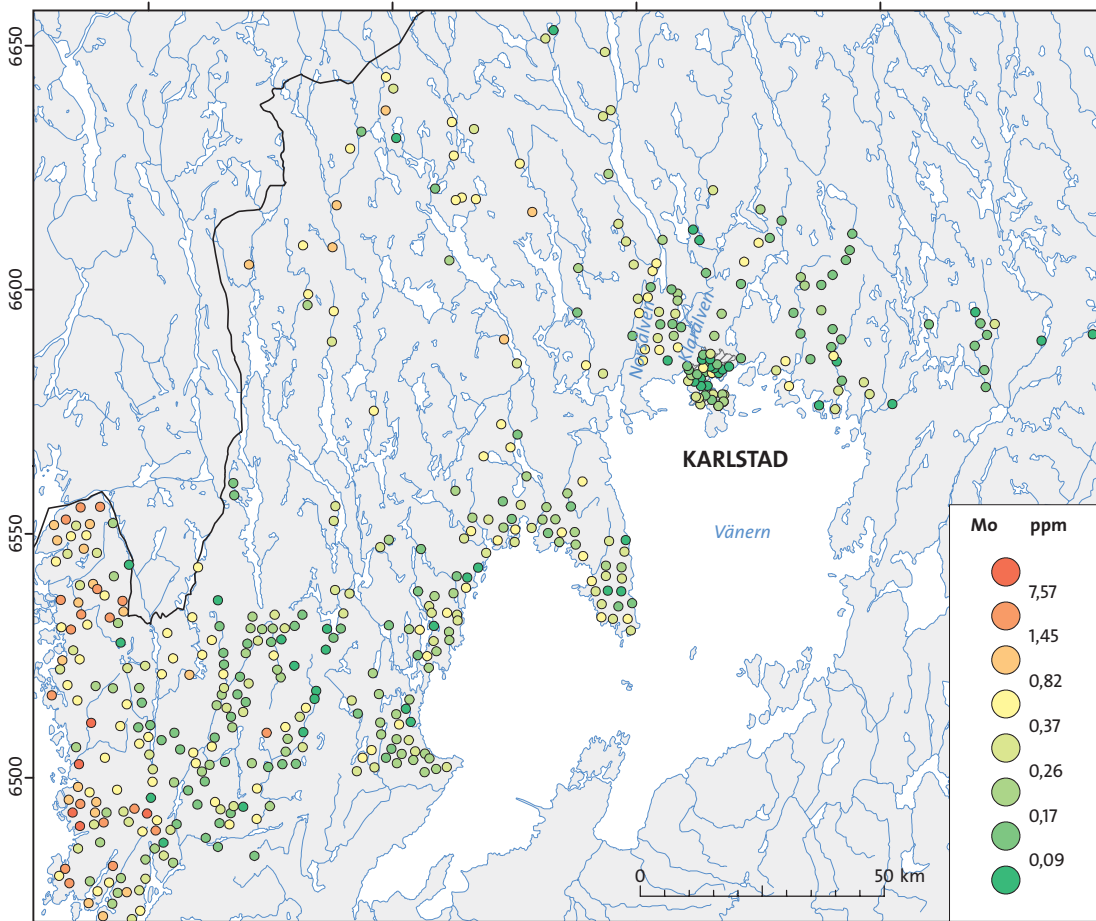 6650
6600
6550
6500
Norsälven
Klarälven
KARLSTAD
Vänern
Mo ppm
7,57
1,45
0,82
0,37
0,26
0,17
0,09
0 50 km